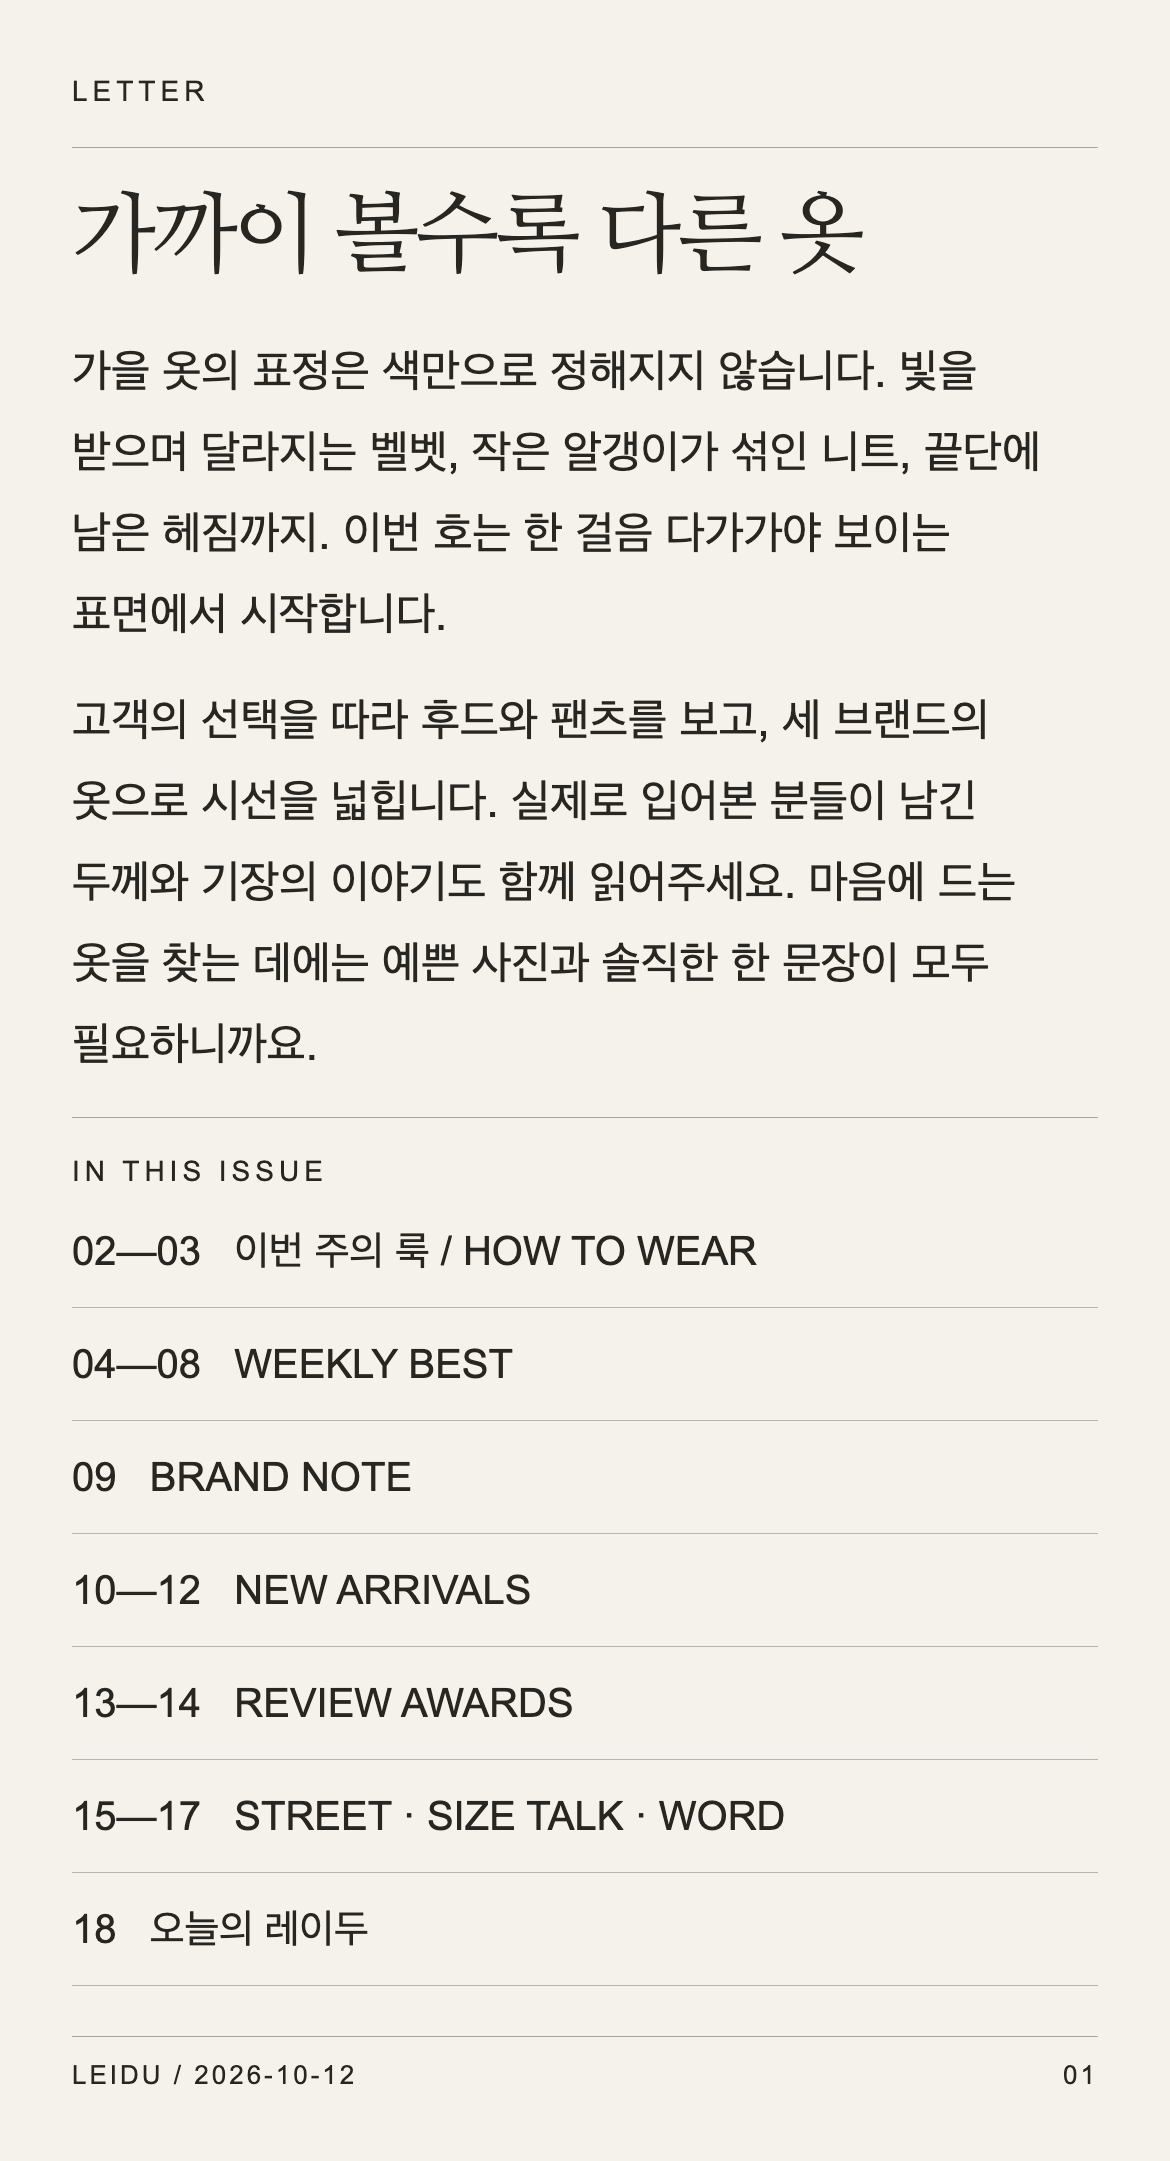 LETTER
가까이 볼수록 다른 옷
가을 옷의 표정은 색만으로 정해지지 않습니다. 빛을
받으며 달라지는 벨벳, 작은 알갱이가 섞인 니트, 끝단에
남은 헤짐까지. 이번 호는 한 걸음 다가가야 보이는
표면에서 시작합니다.
고객의 선택을 따라 후드와 팬츠를 보고, 세 브랜드의
옷으로 시선을 넓힙니다. 실제로 입어본 분들이 남긴
두께와 기장의 이야기도 함께 읽어주세요. 마음에 드는
옷을 찾는 데에는 예쁜 사진과 솔직한 한 문장이 모두
필요하니까요.
IN THIS ISSUE
02—03 이번 주의 룩 / HOW TO WEAR
04—08 WEEKLY BEST
09 BRAND NOTE
10—12 NEW ARRIVALS
13—14 REVIEW AWARDS
15—17 STREET · SIZE TALK · WORD
18 오늘의 레이두
LEIDU / 2026-10-12 01